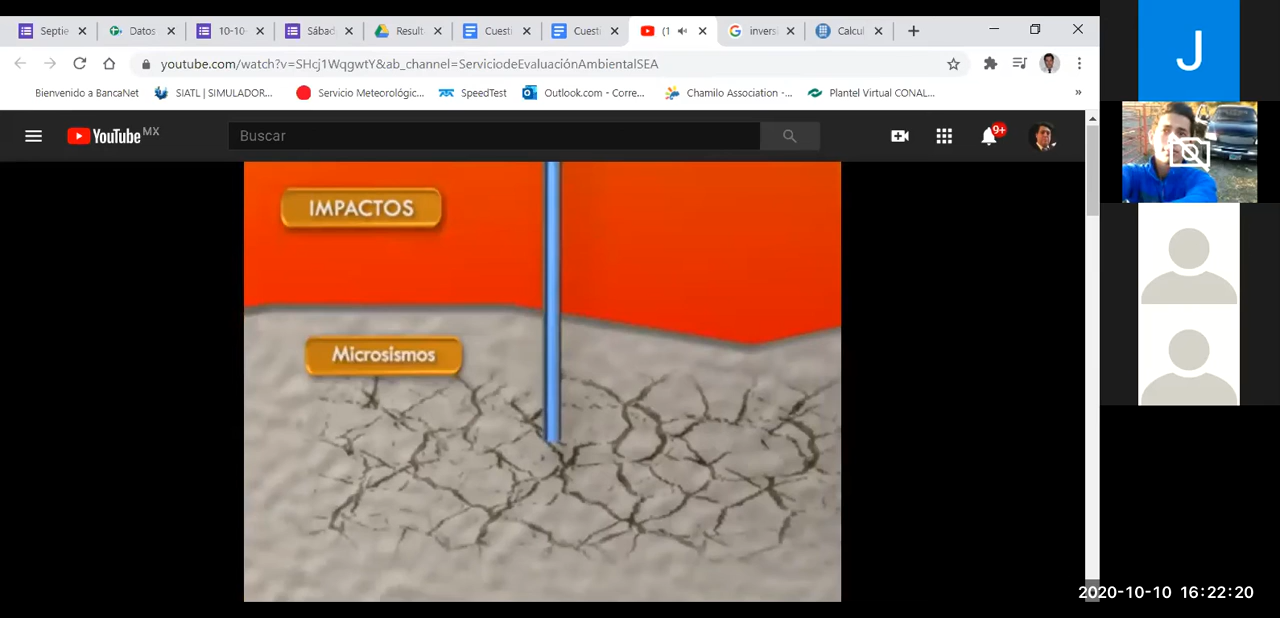 Septie
Datos
10-10-
Sábad
Result
Cuesti
Cuesti
(1
invers
Calcul
youtube.com/watch?v=SHcj1WqgwtY&ab_channel=ServiciodeEvaluaciónAmbientalSEA
Bienvenido a BancaNet
SIATL | SIMULADOR...
Servicio Meteorológic...
SpeedTest
Outlook.com - Corre...
Chamilo Association -...
Plantel Virtual CONAL...
»
YouTube MX
Buscar
9+
J
IMPACTOS
Microsismos
2020-10-10 16:22:20